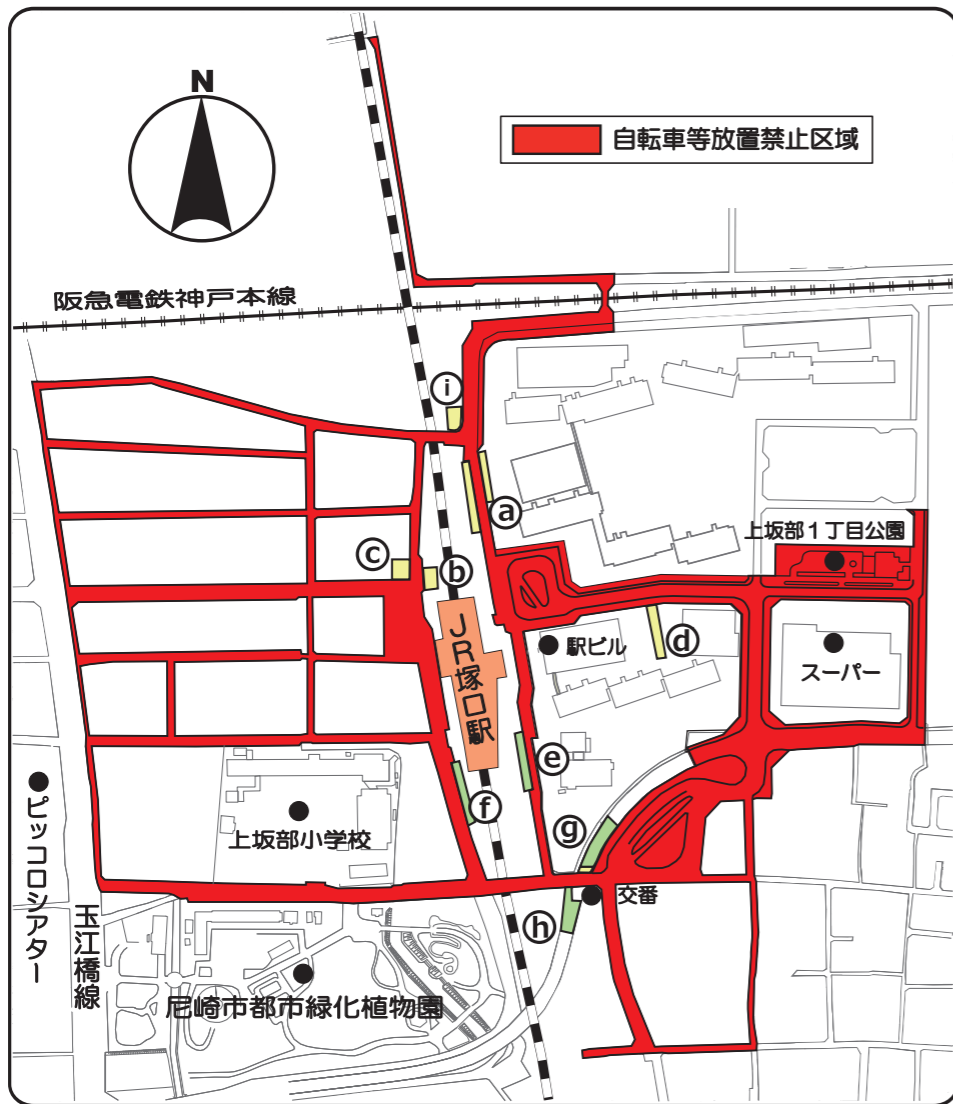 N
自転車等放置禁止区域
阪急電鉄神戸本線
ⓘ
ⓐ
上坂部1丁目公園
ⓒ
ⓑ
JR塚口駅
駅ビル
ⓓ
スーパー
ⓔ
ⓕ
ピッコロシアター
上坂部小学校
ⓖ
交番
ⓗ
玉江橋線
尼崎市都市緑化植物園